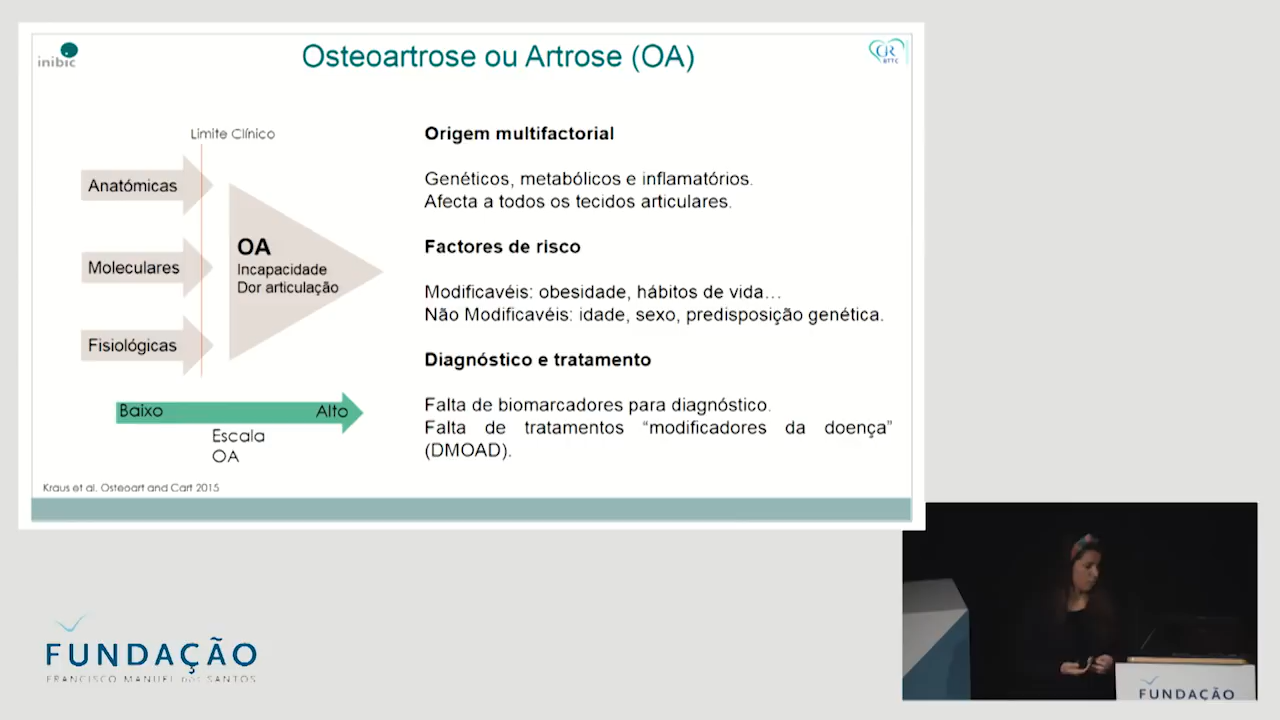 inibic
Osteoartrose ou Artrose (OA)
Limite Clínico
Anatómicas
Moleculares
Fisiológicas
OA
Incapacidade
Dor articulação
Baixo
Alto
Escala
OA
Kraus et al. Osteoart and Cart 2015
Origem multifactorial
Genéticos, metabólicos e inflamatórios.
Afecta a todos os tecidos articulares.
Factores de risco
Modificavéis: obesidade, hábitos de vida…
Não Modificavéis: idade, sexo, predisposição genética.
Diagnóstico e tratamento
Falta de biomarcadores para diagnóstico.
Falta de tratamentos “modificadores da doença”
(DMOAD).
FUNDAÇÃO
FRANCISCO MANUEL DOS SANTOS
FUNDAÇÃO